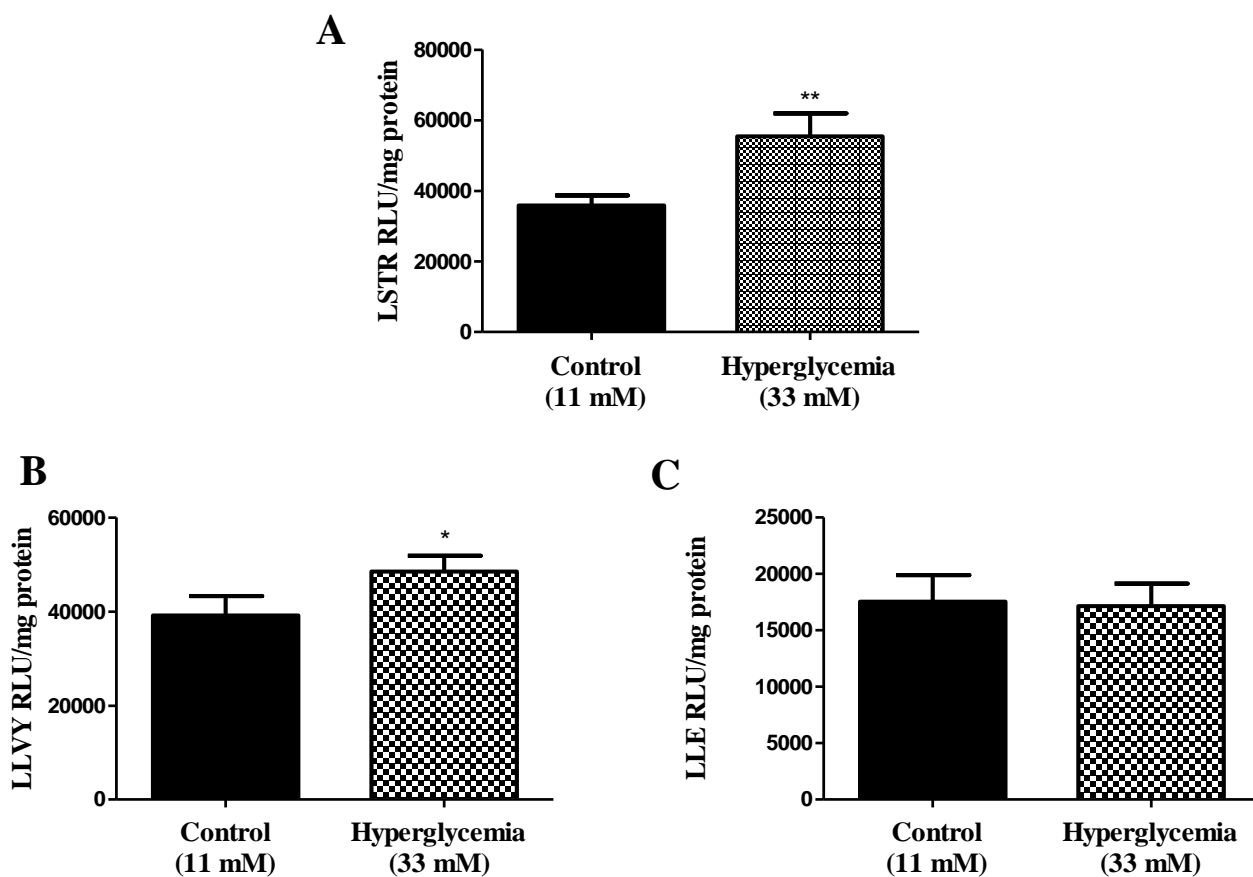 A
LSTR RLU/mg protein
80000
60000
40000
20000
0
**
Control
(11 mM)
Hyperglycemia
(33 mM)
B
LLVY RLU/mg protein
60000
40000
20000
0
*
Control
(11 mM)
Hyperglycemia
(33 mM)
C
LLE RLU/mg protein
25000
20000
15000
10000
5000
0
Control
(11 mM)
Hyperglycemia
(33 mM)